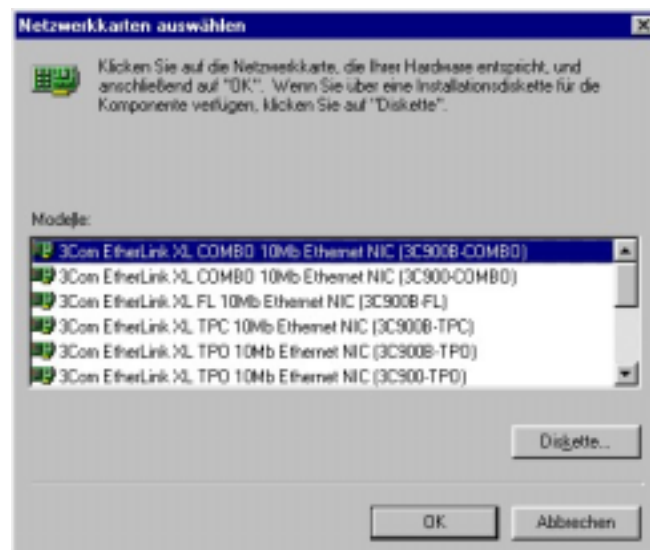 Netzwerkkarten auswählen
Klicken Sie auf die Netzwerkkarte, die Ihrer Hardware entspricht, und
anschließend auf "OK". Wenn Sie über eine Installationsdiskette für die
Komponente verfügen, klicken Sie auf "Diskette".
Modelle:
3Com EtherLink XL COMBO 10Mb Ethernet NIC (3C900B-COMBO)
3Com EtherLink XL COMBO 10Mb Ethernet NIC (3C900-COMBO)
3Com EtherLink XL FL 10Mb Ethernet NIC (3C900B-FL)
3Com EtherLink XL TPC 10Mb Ethernet NIC (3C900B-TPC)
3Com EtherLink XL TPO 10Mb Ethernet NIC (3C900B-TPO)
3Com EtherLink XL TPO 10Mb Ethernet NIC (3C900-TPO)
Diskette...
OK
Abbrechen